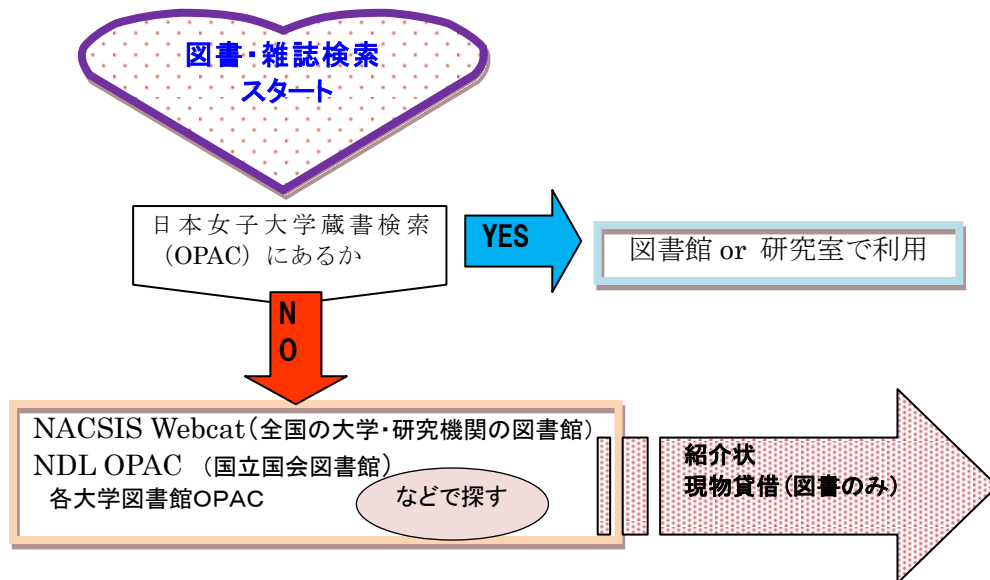 図書・雑誌検索
スタート
日本女子大学蔵書検索
（OPAC）にあるか
YES
図書館 or 研究室で利用
N
O
NACSIS Webcat（全国の大学・研究機関の図書館）
NDL OPAC （国立国会図書館）
各大学図書館OPAC
などで探す
紹介状
現物貸借（図書のみ）